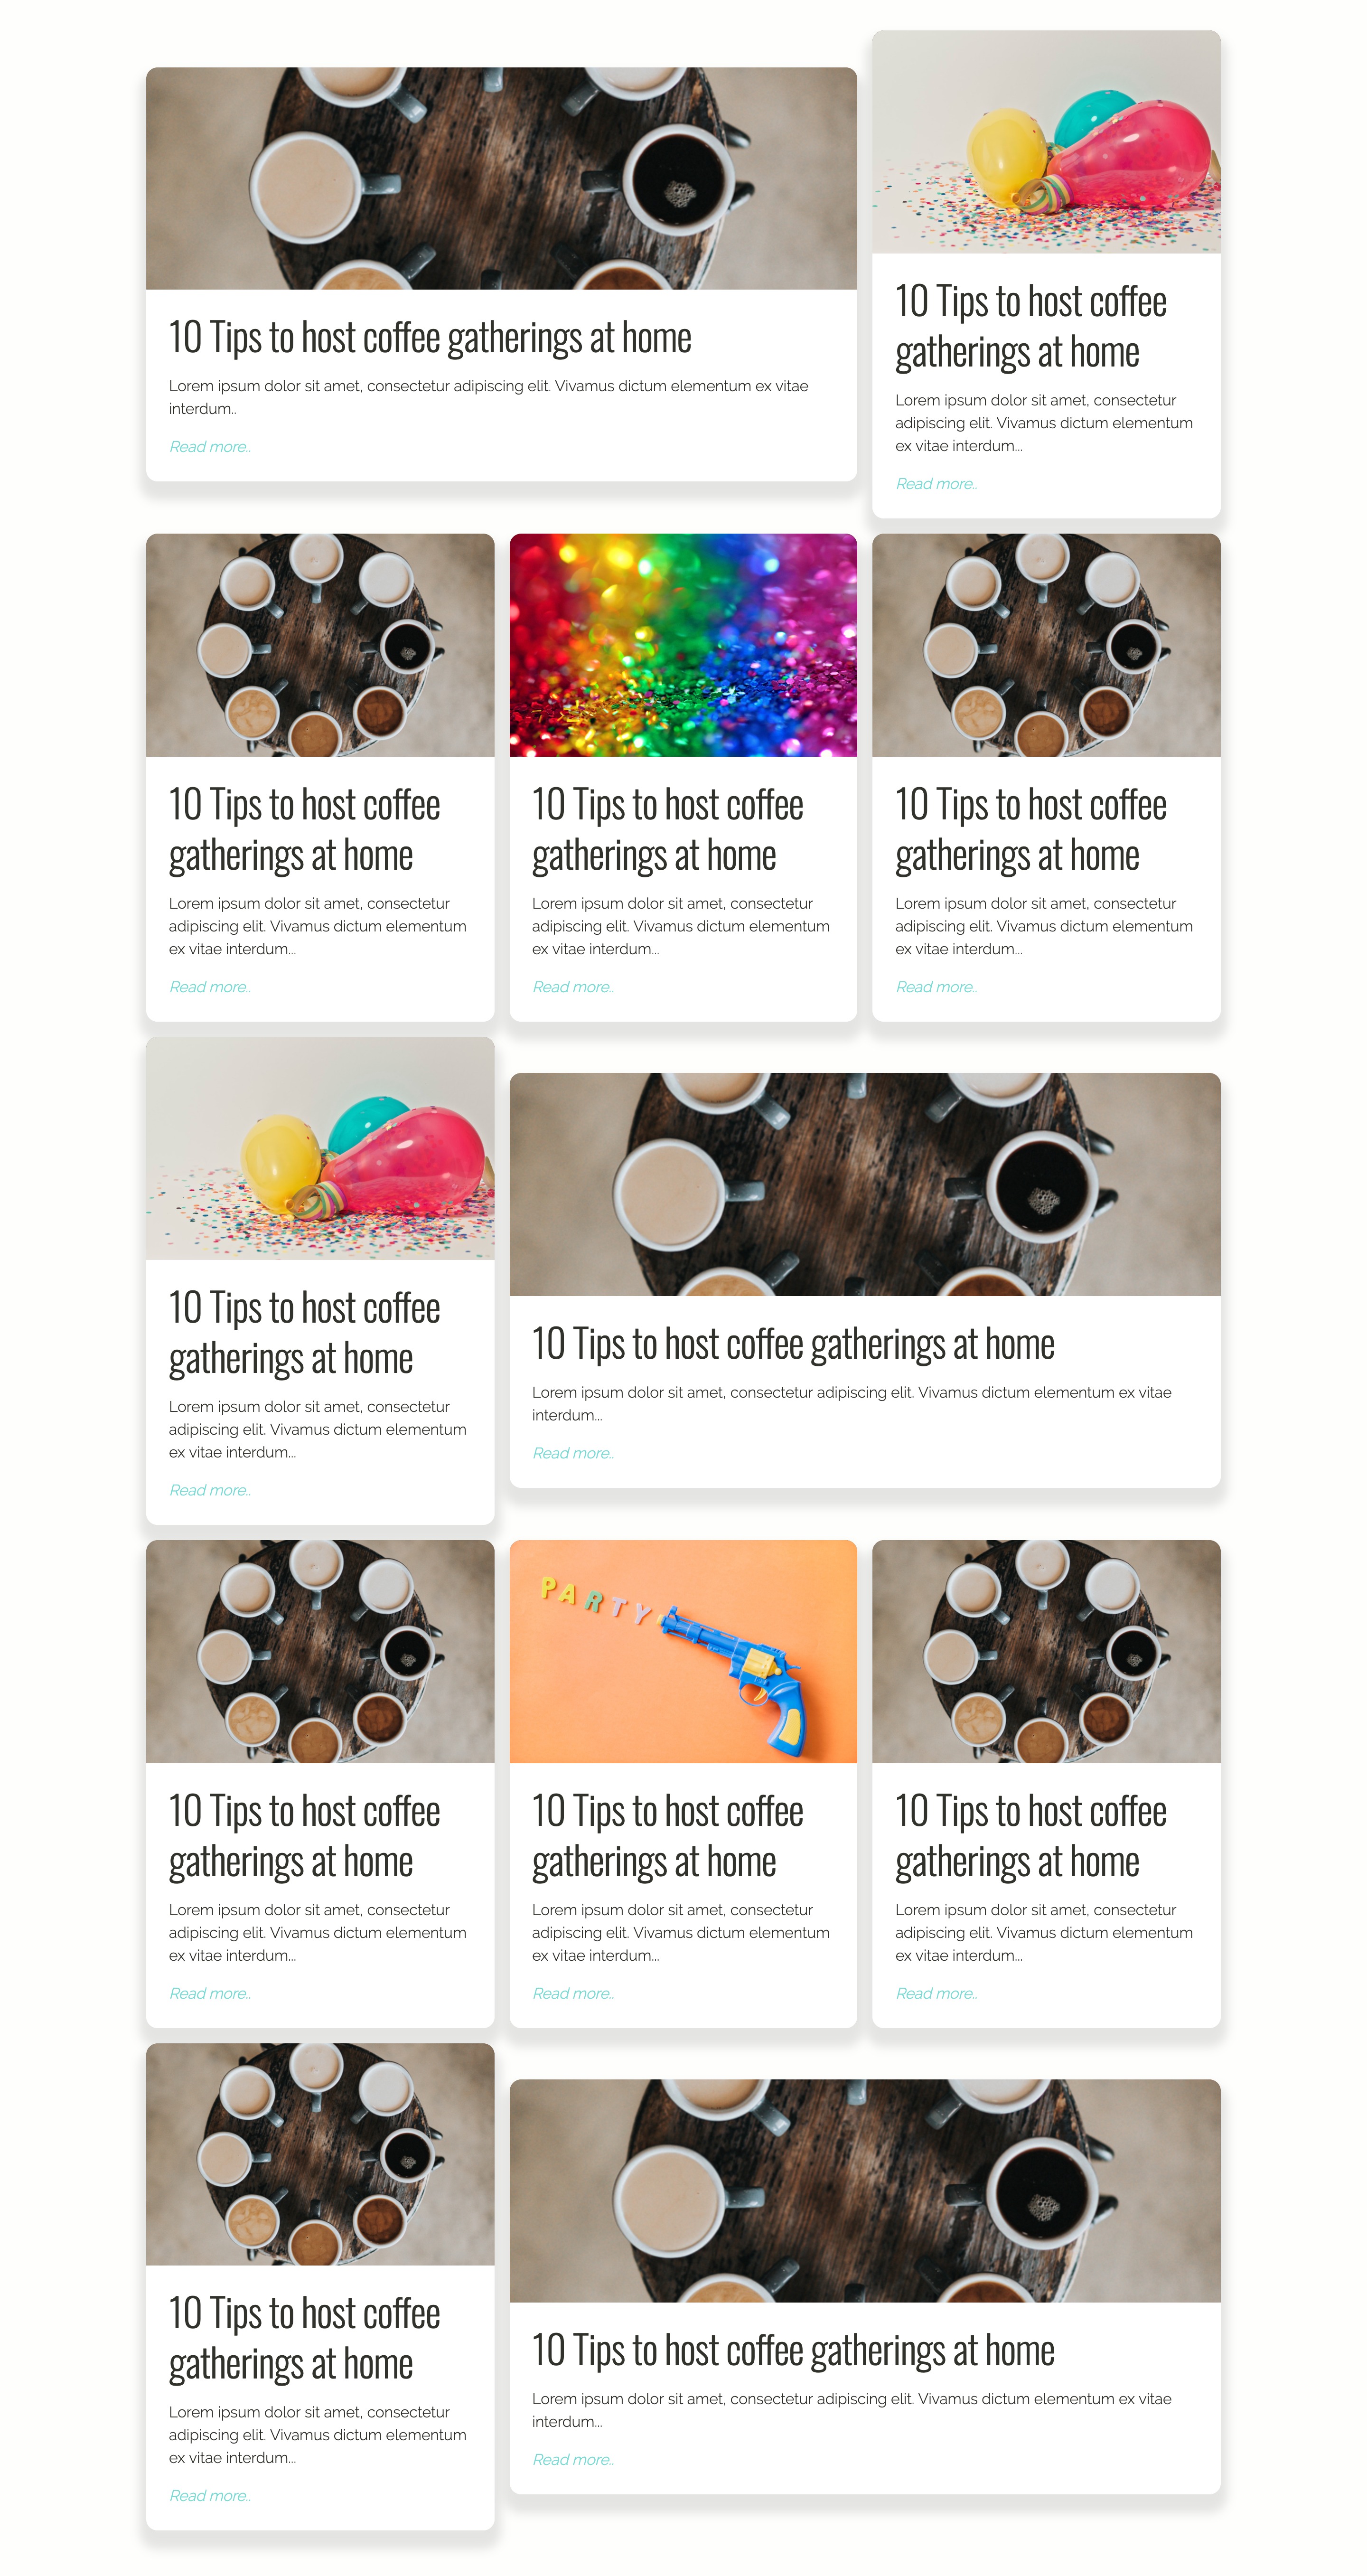 10 Tips to host coffee gatherings at home
Lorem ipsum dolor sit amet, consectetur adipiscing elit. Vivamus dictum elementum ex vitae
interdum..
Read more..
10 Tips to host coffee
gatherings at home
Lorem ipsum dolor sit amet, consectetur
adipiscing elit. Vivamus dictum elementum
ex vitae interdum...
Read more..
10 Tips to host coffee
gatherings at home
Lorem ipsum dolor sit amet, consectetur
adipiscing elit. Vivamus dictum elementum
ex vitae interdum...
Read more..
10 Tips to host coffee
gatherings at home
Lorem ipsum dolor sit amet, consectetur
adipiscing elit. Vivamus dictum elementum
ex vitae interdum...
Read more..
10 Tips to host coffee
gatherings at home
Lorem ipsum dolor sit amet, consectetur
adipiscing elit. Vivamus dictum elementum
ex vitae interdum...
Read more..
10 Tips to host coffee
gatherings at home
Lorem ipsum dolor sit amet, consectetur
adipiscing elit. Vivamus dictum elementum
ex vitae interdum...
Read more..
10 Tips to host coffee gatherings at home
Lorem ipsum dolor sit amet, consectetur adipiscing elit. Vivamus dictum elementum ex vitae
interdum...
Read more..
10 Tips to host coffee
gatherings at home
Lorem ipsum dolor sit amet, consectetur
adipiscing elit. Vivamus dictum elementum
ex vitae interdum...
Read more..
PARTY
10 Tips to host coffee
gatherings at home
Lorem ipsum dolor sit amet, consectetur
adipiscing elit. Vivamus dictum elementum
ex vitae interdum...
Read more..
10 Tips to host coffee
gatherings at home
Lorem ipsum dolor sit amet, consectetur
adipiscing elit. Vivamus dictum elementum
ex vitae interdum...
Read more..
10 Tips to host coffee
gatherings at home
Lorem ipsum dolor sit amet, consectetur
adipiscing elit. Vivamus dictum elementum
ex vitae interdum...
Read more..
10 Tips to host coffee gatherings at home
Lorem ipsum dolor sit amet, consectetur adipiscing elit. Vivamus dictum elementum ex vitae
interdum...
Read more..